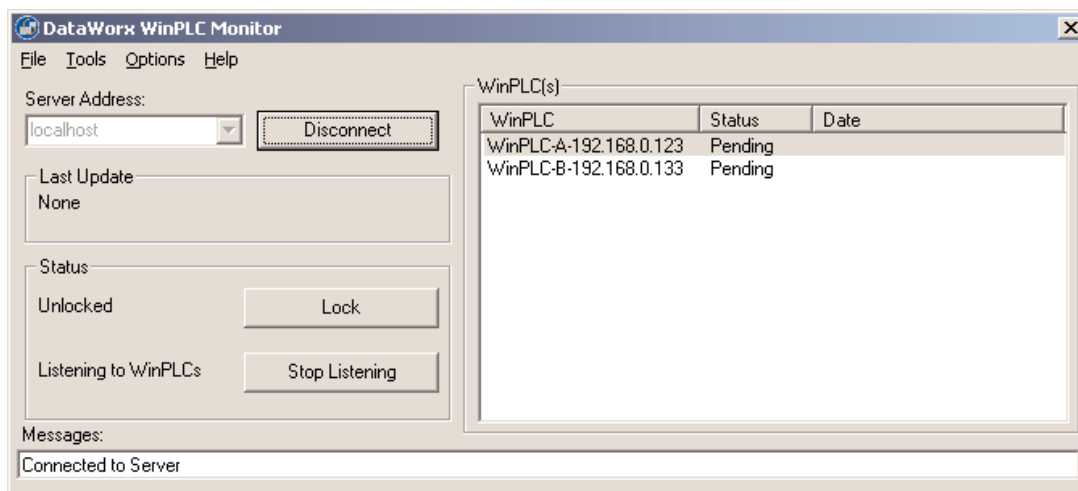 DataWorx WinPLC Monitor
File Tools Options Help
Server Address:
localhost
Disconnect
Last Update
None
Status
Unlocked
Lock
Listening to WinPLCs
Stop Listening
WinPLC(s)
WinPLC Status Date
WinPLC-A-192.168.0.123 Pending
WinPLC-B-192.168.0.133 Pending
Messages:
Connected to Server